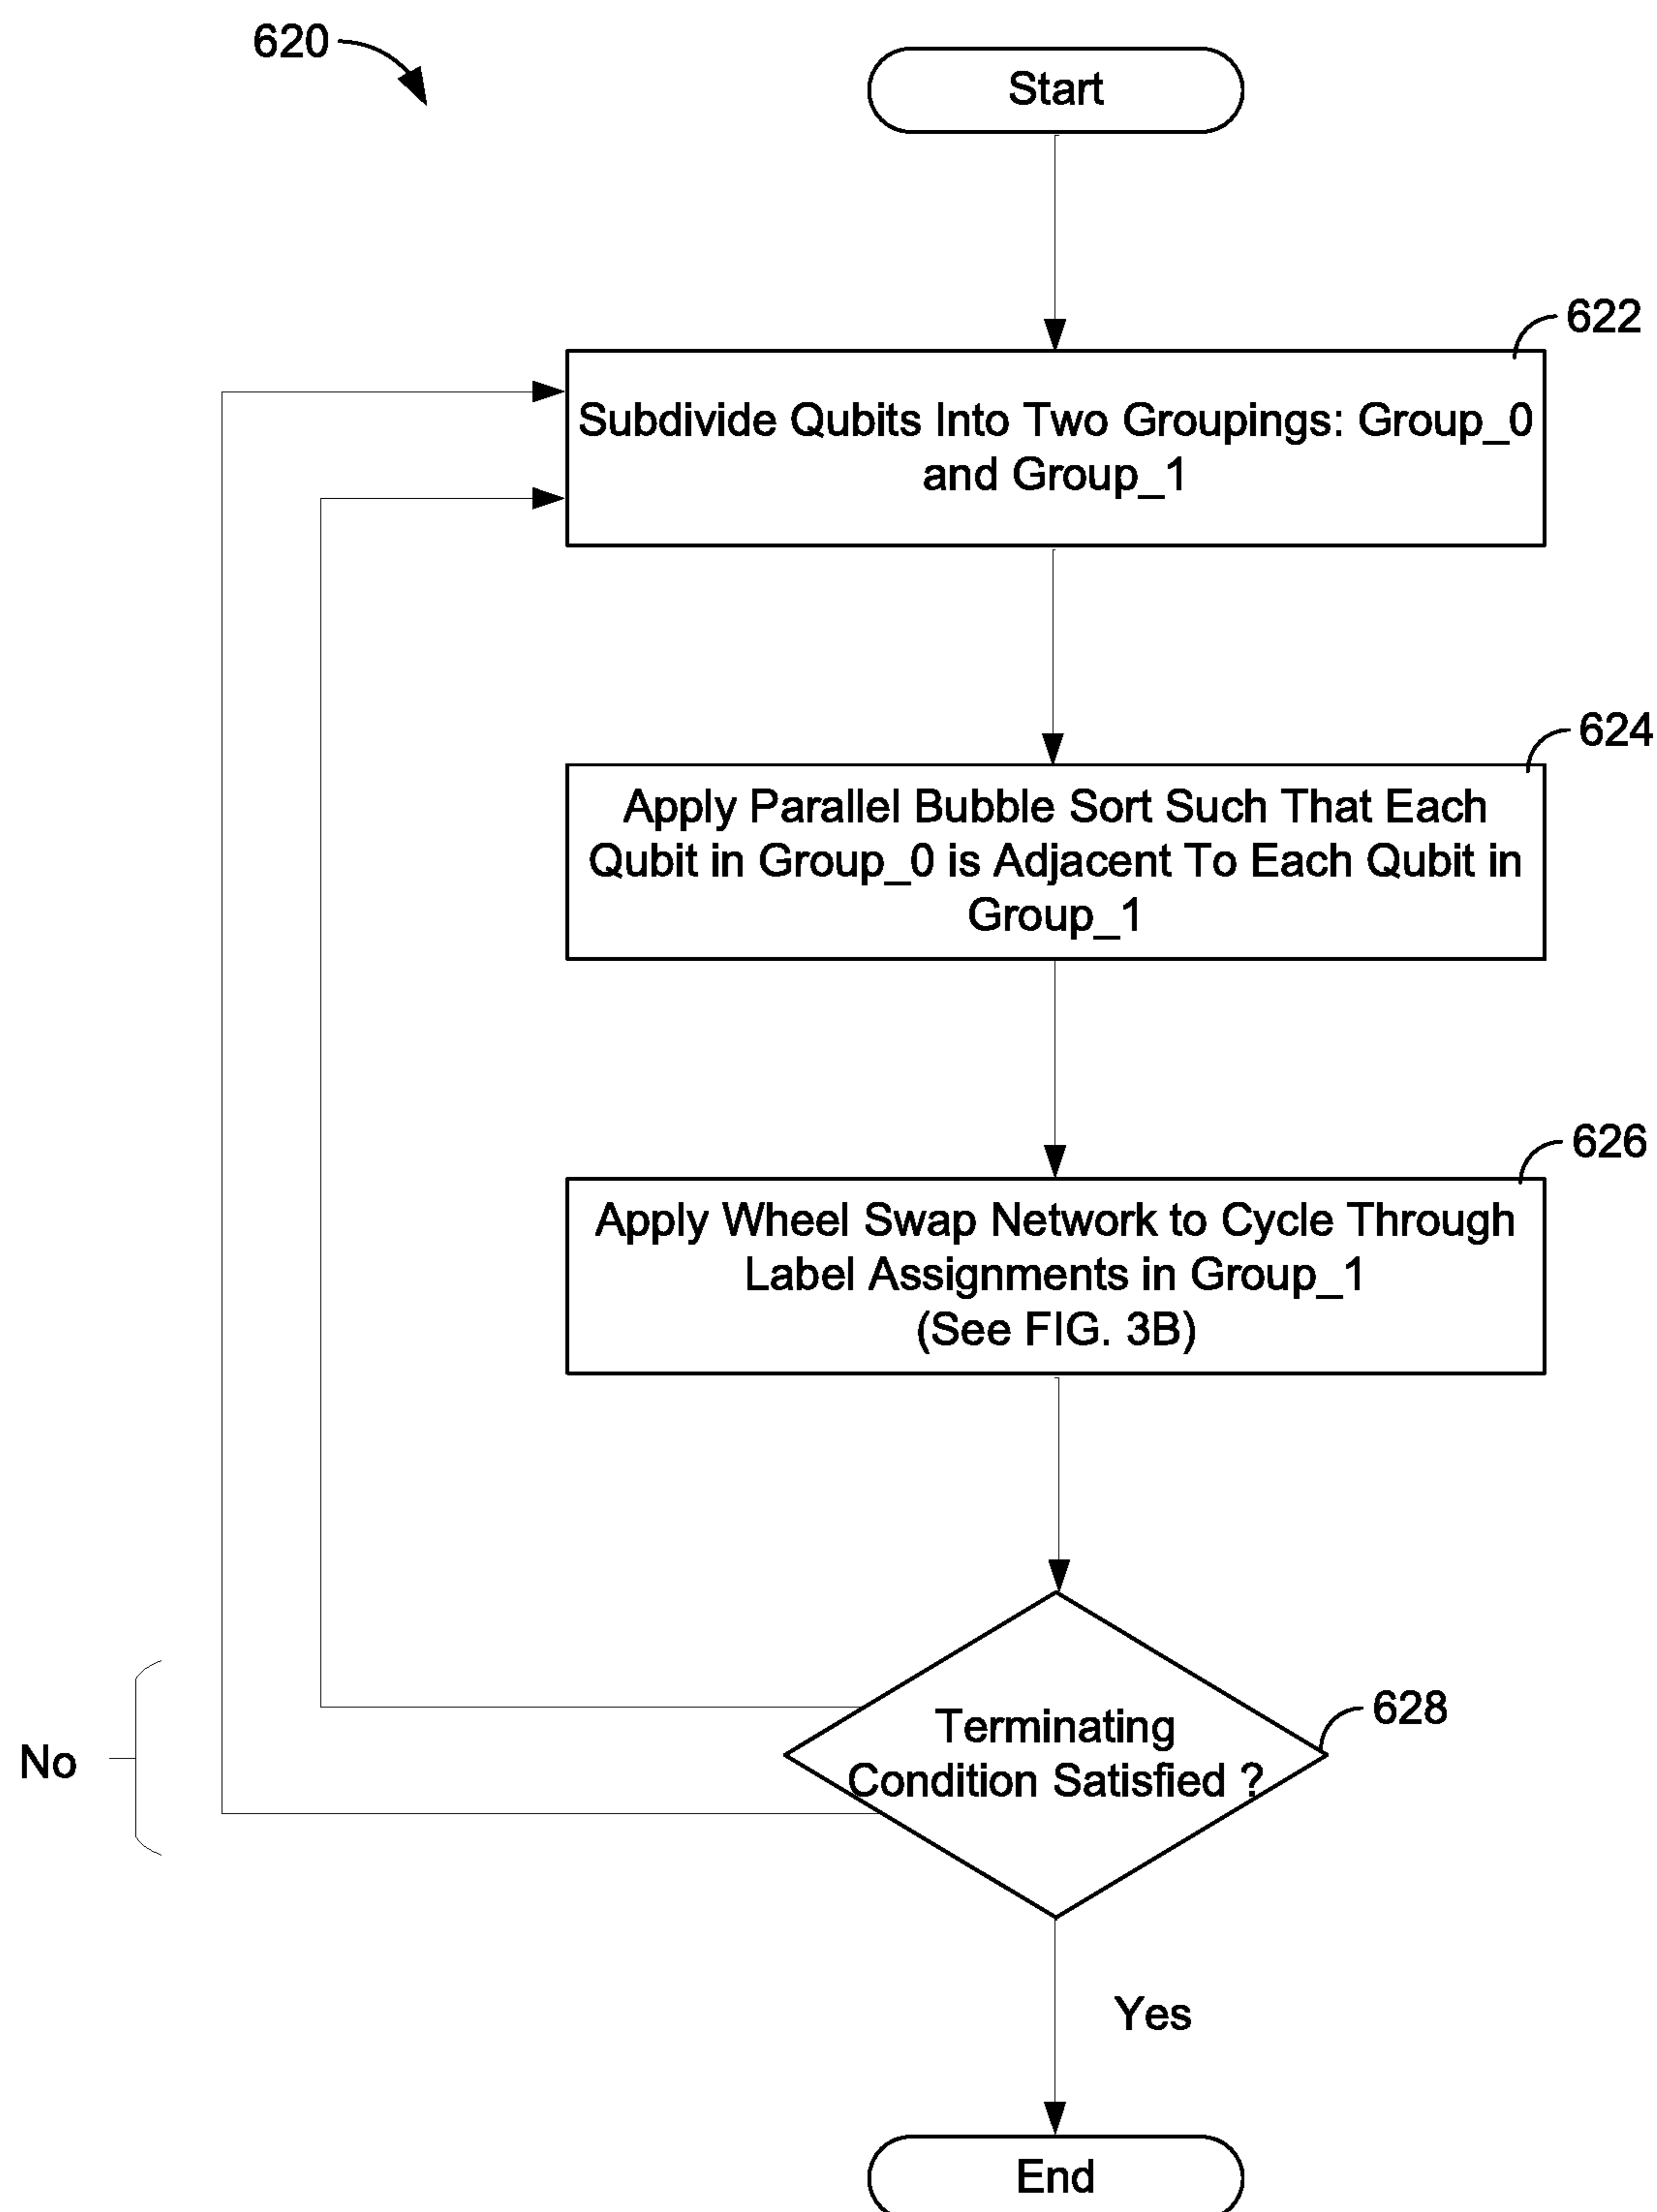 620
Start
622
Subdivide Qubits Into Two Groupings: Group_0
and Group_1
624
Apply Parallel Bubble Sort Such That Each
Qubit in Group_0 is Adjacent To Each Qubit in
Group_1
626
Apply Wheel Swap Network to Cycle Through
Label Assignments in Group_1
(See FIG. 3B)
628
Terminating
Condition Satisfied ?
No
Yes
End